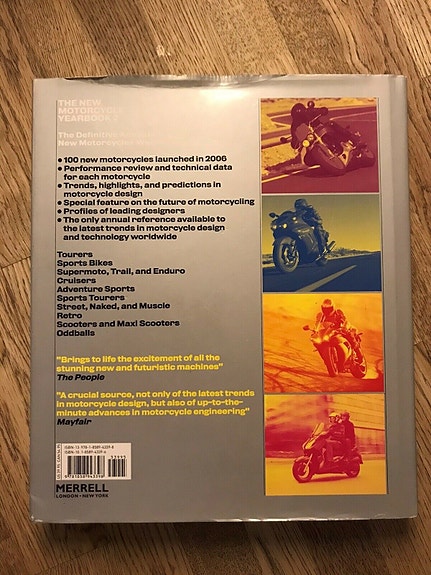 THE NEW
MOTORCYCLE
YEARBOOK 2
The Definitive
New Motorcycles
• 100 new motorcycles launched in 2006
• Performance review and technical data
for each motorcycle
• Trends, highlights, and predictions in
motorcycle design
• Special feature on the future of motorcycling
• Profiles of leading designers
• The only annual reference available to
the latest trends in motorcycle design
and technology worldwide
Tourers
Sports Bikes
Supermoto, Trail, and Enduro
Cruisers
Adventure Sports
Sports Tourers
Street, Naked, and Muscle
Retro
Scooters and Maxi Scooters
Oddballs
"Brings to life the excitement of all the
stunning new and futuristic machines"
The People
"A crucial source, not only of the latest trends
in motorcycle design, but also of up-to-the-
minute advances in motorcycle engineering"
Mayfair
MERRELL
LONDON • NEW YORK